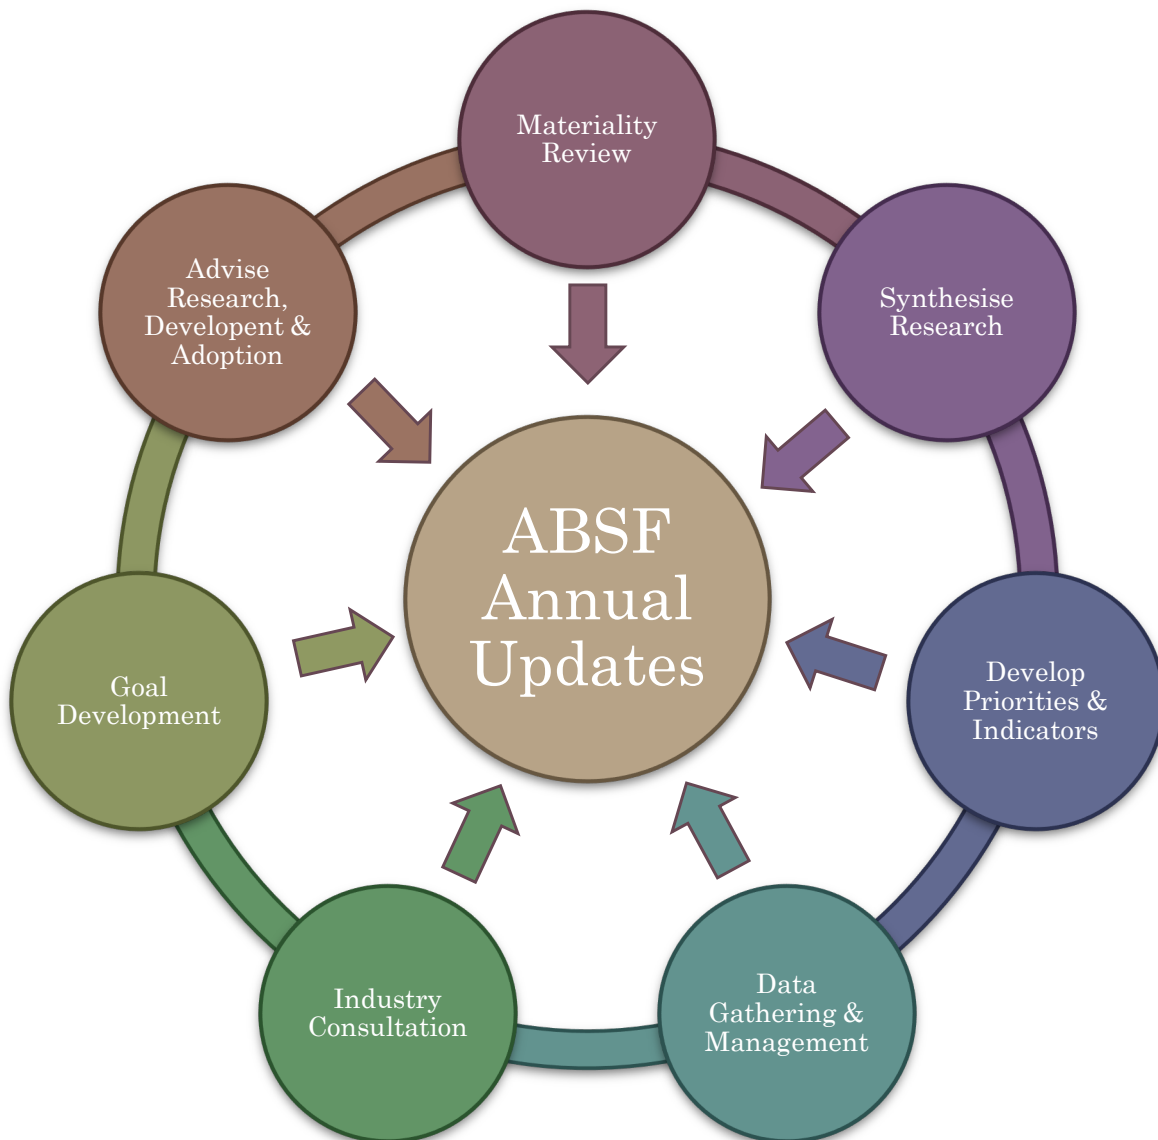 Materiality
Review
Synthesise
Research
Develop
Priorities &
Indicators
Data
Gathering &
Management
Industry
Consultation
Goal
Development
Advise
Research,
Developent &
Adoption
ABSF
Annual
Updates